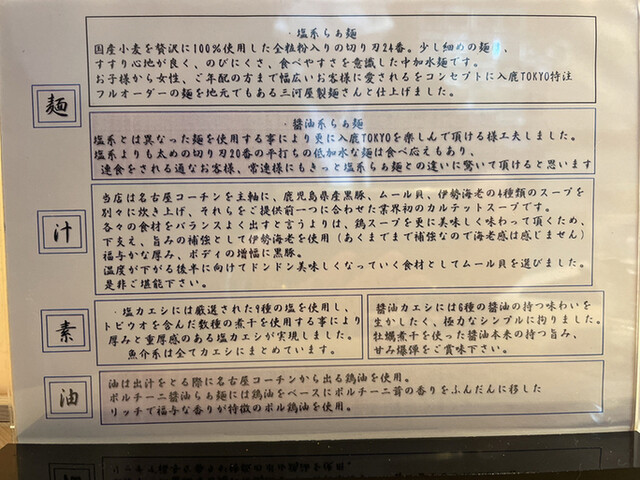 麺
・塩系らぁ麺
国産小麦を贅沢に100%使用した全粒粉入りの切り刃24番。少し細めの麺は、
すすり心地が良く、のびにくさ、食べやすさを意識した中加水麺です。
お子様から女性、ご年配の方まで幅広いお客様に愛されるをコンセプトに入鹿TOKYO特注
フルオーダーの麺を地元でもある三河屋製麺さんと仕上げました。
・醤油系らぁ麺
塩系とは異なった麺を使用する事により更に入鹿TOKYOを楽しんで頂ける様工夫しました。
塩系よりも太めの切り刃20番の平打ちの低加水な麺は食べ応えもあり、
速食をされる通なお客様、常連様にもきっと塩系らぁ麺との違いに驚いて頂けると思います
汁
当店は名古屋コーチンを主軸に、鹿児島県産黒豚、ムール貝、伊勢海老の4種類のスープを
別々に炊き上げ、それらをご提供前一つに合わせた業界初のカルテットスープです。
各々の食材をバランスよく出すと言うよりは、鶏スープを更に美味しく味わって頂くため、
下支え、旨みの補強として伊勢海老を使用（あくまでまで補強なので海老感は感じません）
福与かな厚み、ボディの増幅に黒豚。
温度が下がる後半に向けてドンドン美味しくなっていく食材としてムール貝を選びました。
是非ご堪能下さい。
素
・塩カエシには厳選された9種の塩を使用し、
トビウオを含んだ数種の煮干を使用する事により
厚みと重厚感のある塩カエシが実現しました。
魚介系は全てカエシにまとめています。
醤油カエシには6種の醤油の持つ味わいを
生かしたく、極力なシンプルに拘りました。
牡蠣煮干を使った醤油本来の持つ旨み、
甘み爆弾をご賞味下さい。
油
油は出汁をとる際に名古屋コーチンから出る鶏油を使用。
ポルチーニ醤油らぁ麺には鶏油をベースにポルチーニ茸の香りをふんだんに移した
リッチで福与な香りが特徴のポル鶏油を使用。